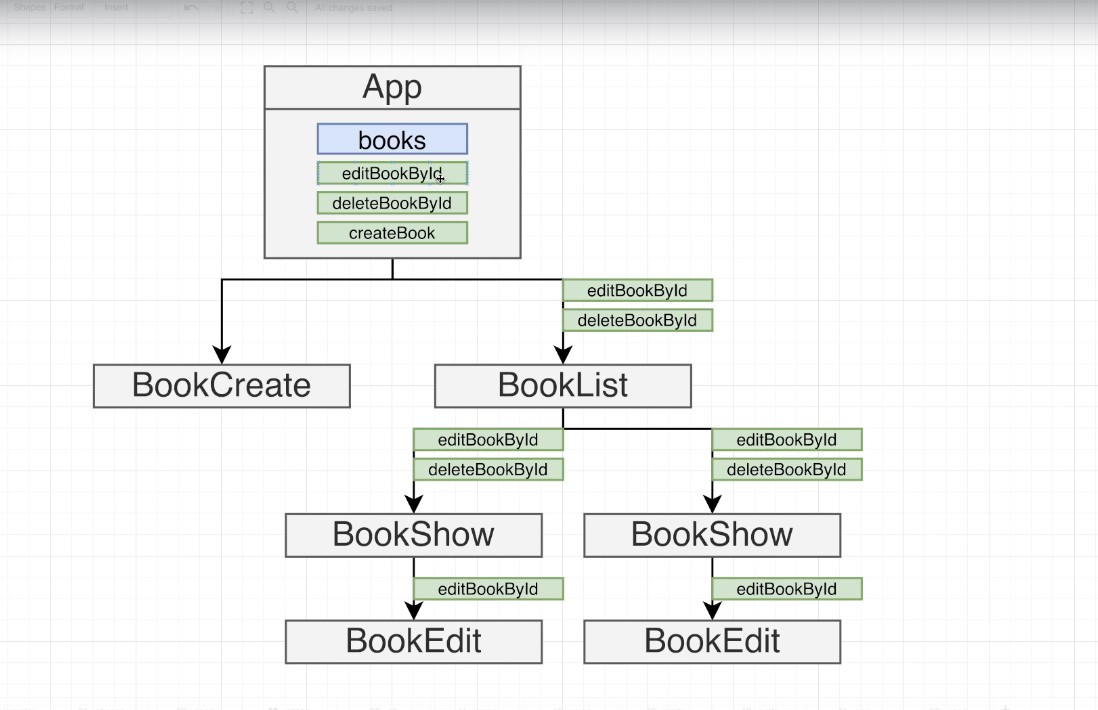 Shapes Format Insert All changes saved
App
books
editBookById
deleteBookById
createBook
editBookById
deleteBookById
BookCreate
BookList
editBookById
editBookById
deleteBookById
deleteBookById
BookShow
BookShow
editBookById
editBookById
BookEdit
BookEdit